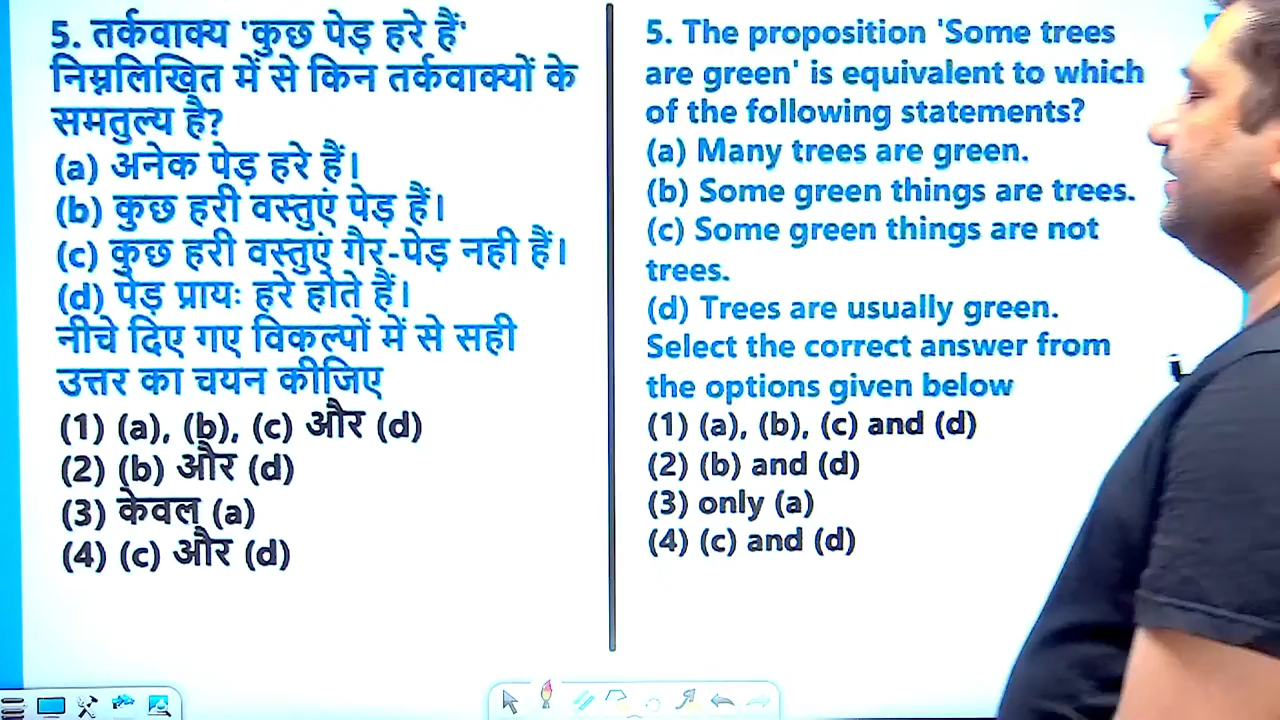 5. तर्कवाक्य 'कुछ पेड़ हरे हैं'
निम्नलिखित में से किन तर्कवाक्यों के
समतुल्य है?
(a) अनेक पेड़ हरे हैं।
(b) कुछ हरी वस्तुएं पेड़ हैं।
(c) कुछ हरी वस्तुएं गैर-पेड़ नही हैं।
(d) पेड़ प्रायः हरे होते हैं।
नीचे दिए गए विकल्पों में से सही
उत्तर का चयन कीजिए
(1) (a), (b), (c) और (d)
(2) (b) और (d)
(3) केवल (a)
(4) (c) और (d)
5. The proposition 'Some trees
are green' is equivalent to which
of the following statements?
(a) Many trees are green.
(b) Some green things are trees.
(c) Some green things are not
trees.
(d) Trees are usually green.
Select the correct answer from
the options given below
(1) (a), (b), (c) and (d)
(2) (b) and (d)
(3) only (a)
(4) (c) and (d)